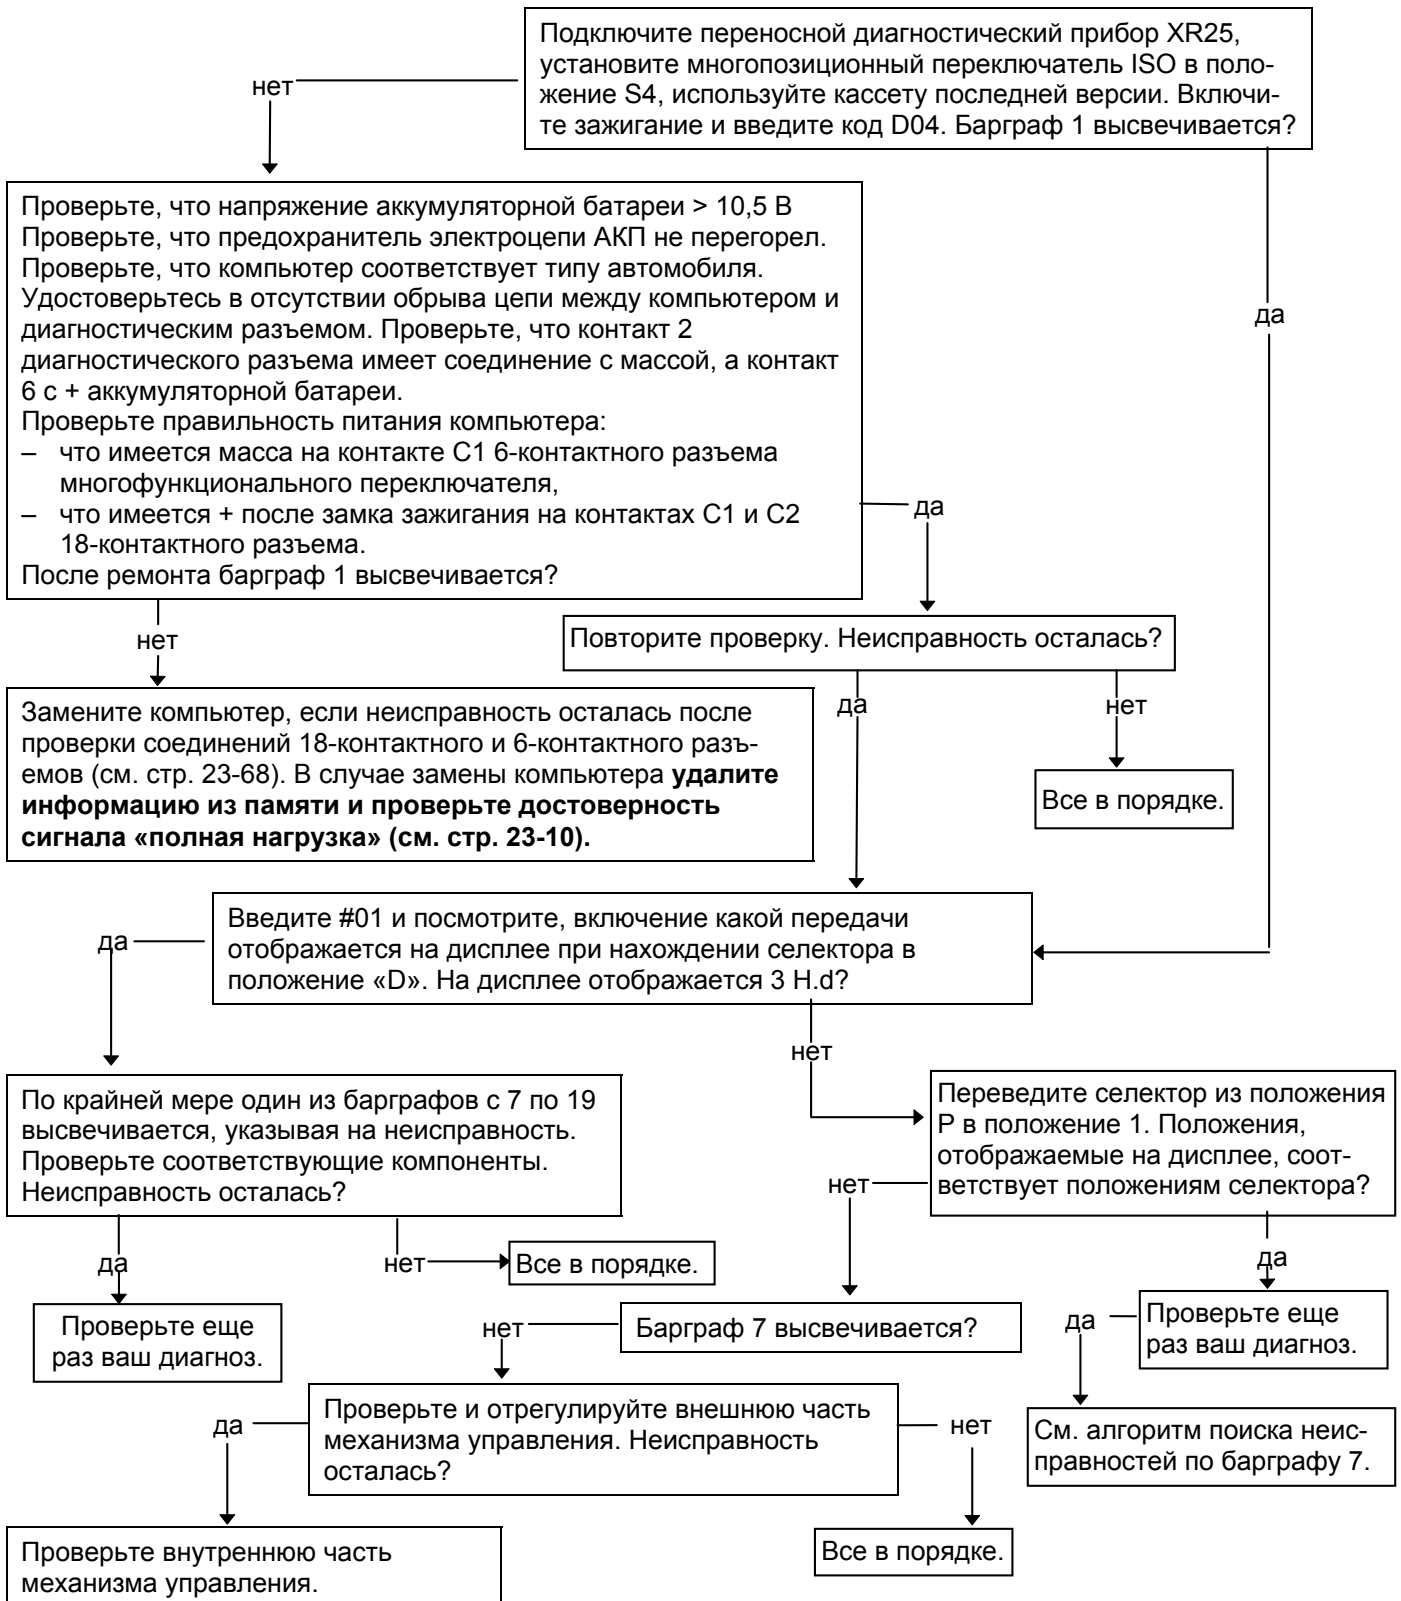 Подключите переносной диагностический прибор XR25,
установите многопозиционный переключатель ISO в поло-
жение S4, используйте кассету последней версии. Включи-
те зажигание и введите код D04. Барграф 1 высвечивается?
нет
да
Проверьте, что напряжение аккумуляторной батареи > 10,5 В
Проверьте, что предохранитель электроцепи АКП не перегорел.
Проверьте, что компьютер соответствует типу автомобиля.
Удостоверьтесь в отсутствии обрыва цепи между компьютером и
диагностическим разъемом. Проверьте, что контакт 2
диагностического разъема имеет соединение с массой, а контакт
6 с + аккумуляторной батареи.
Проверьте правильность питания компьютера:
– что имеется масса на контакте С1 6-контактного разъема
многофункционального переключателя,
– что имеется + после замка зажигания на контактах С1 и С2
18-контактного разъема.
После ремонта барграф 1 высвечивается?
да
нет
Повторите проверку. Неисправность осталась?
да
нет
Все в порядке.
Замените компьютер, если неисправность осталась после
проверки соединений 18-контактного и 6-контактного разъ-
емов (см. стр. 23-68). В случае замены компьютера удалите
информацию из памяти и проверьте достоверность
сигнала «полная нагрузка» (см. стр. 23-10).
Введите #01 и посмотрите, включение какой передачи
отображается на дисплее при нахождении селектора в
положение «D». На дисплее отображается 3 H.d?
да
нет
По крайней мере один из барграфов с 7 по 19
высвечивается, указывая на неисправность.
Проверьте соответствующие компоненты.
Неисправность осталась?
Переведите селектор из положения
Р в положение 1. Положения,
отображаемые на дисплее, соот-
ветствует положениям селектора?
нет
да
да
нет
Все в порядке.
Проверьте еще
раз ваш диагноз.
Барграф 7 высвечивается?
нет
да
Проверьте еще
раз ваш диагноз.
Проверьте и отрегулируйте внешнюю часть
механизма управления. Неисправность
осталась?
да
нет
См. алгоритм поиска неис-
правностей по барграфу 7.
Проверьте внутреннюю часть
механизма управления.
Все в порядке.